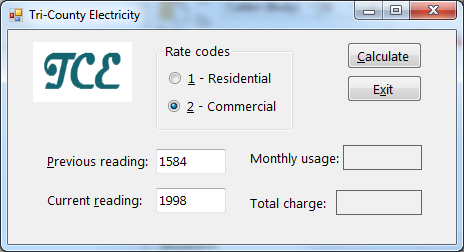 Tri-County Electricity
TCE
Rate codes
1 - Residential
2 - Commercial
Calculate
Exit
Previous reading: 1584
Monthly usage:
Current reading: 1998
Total charge: